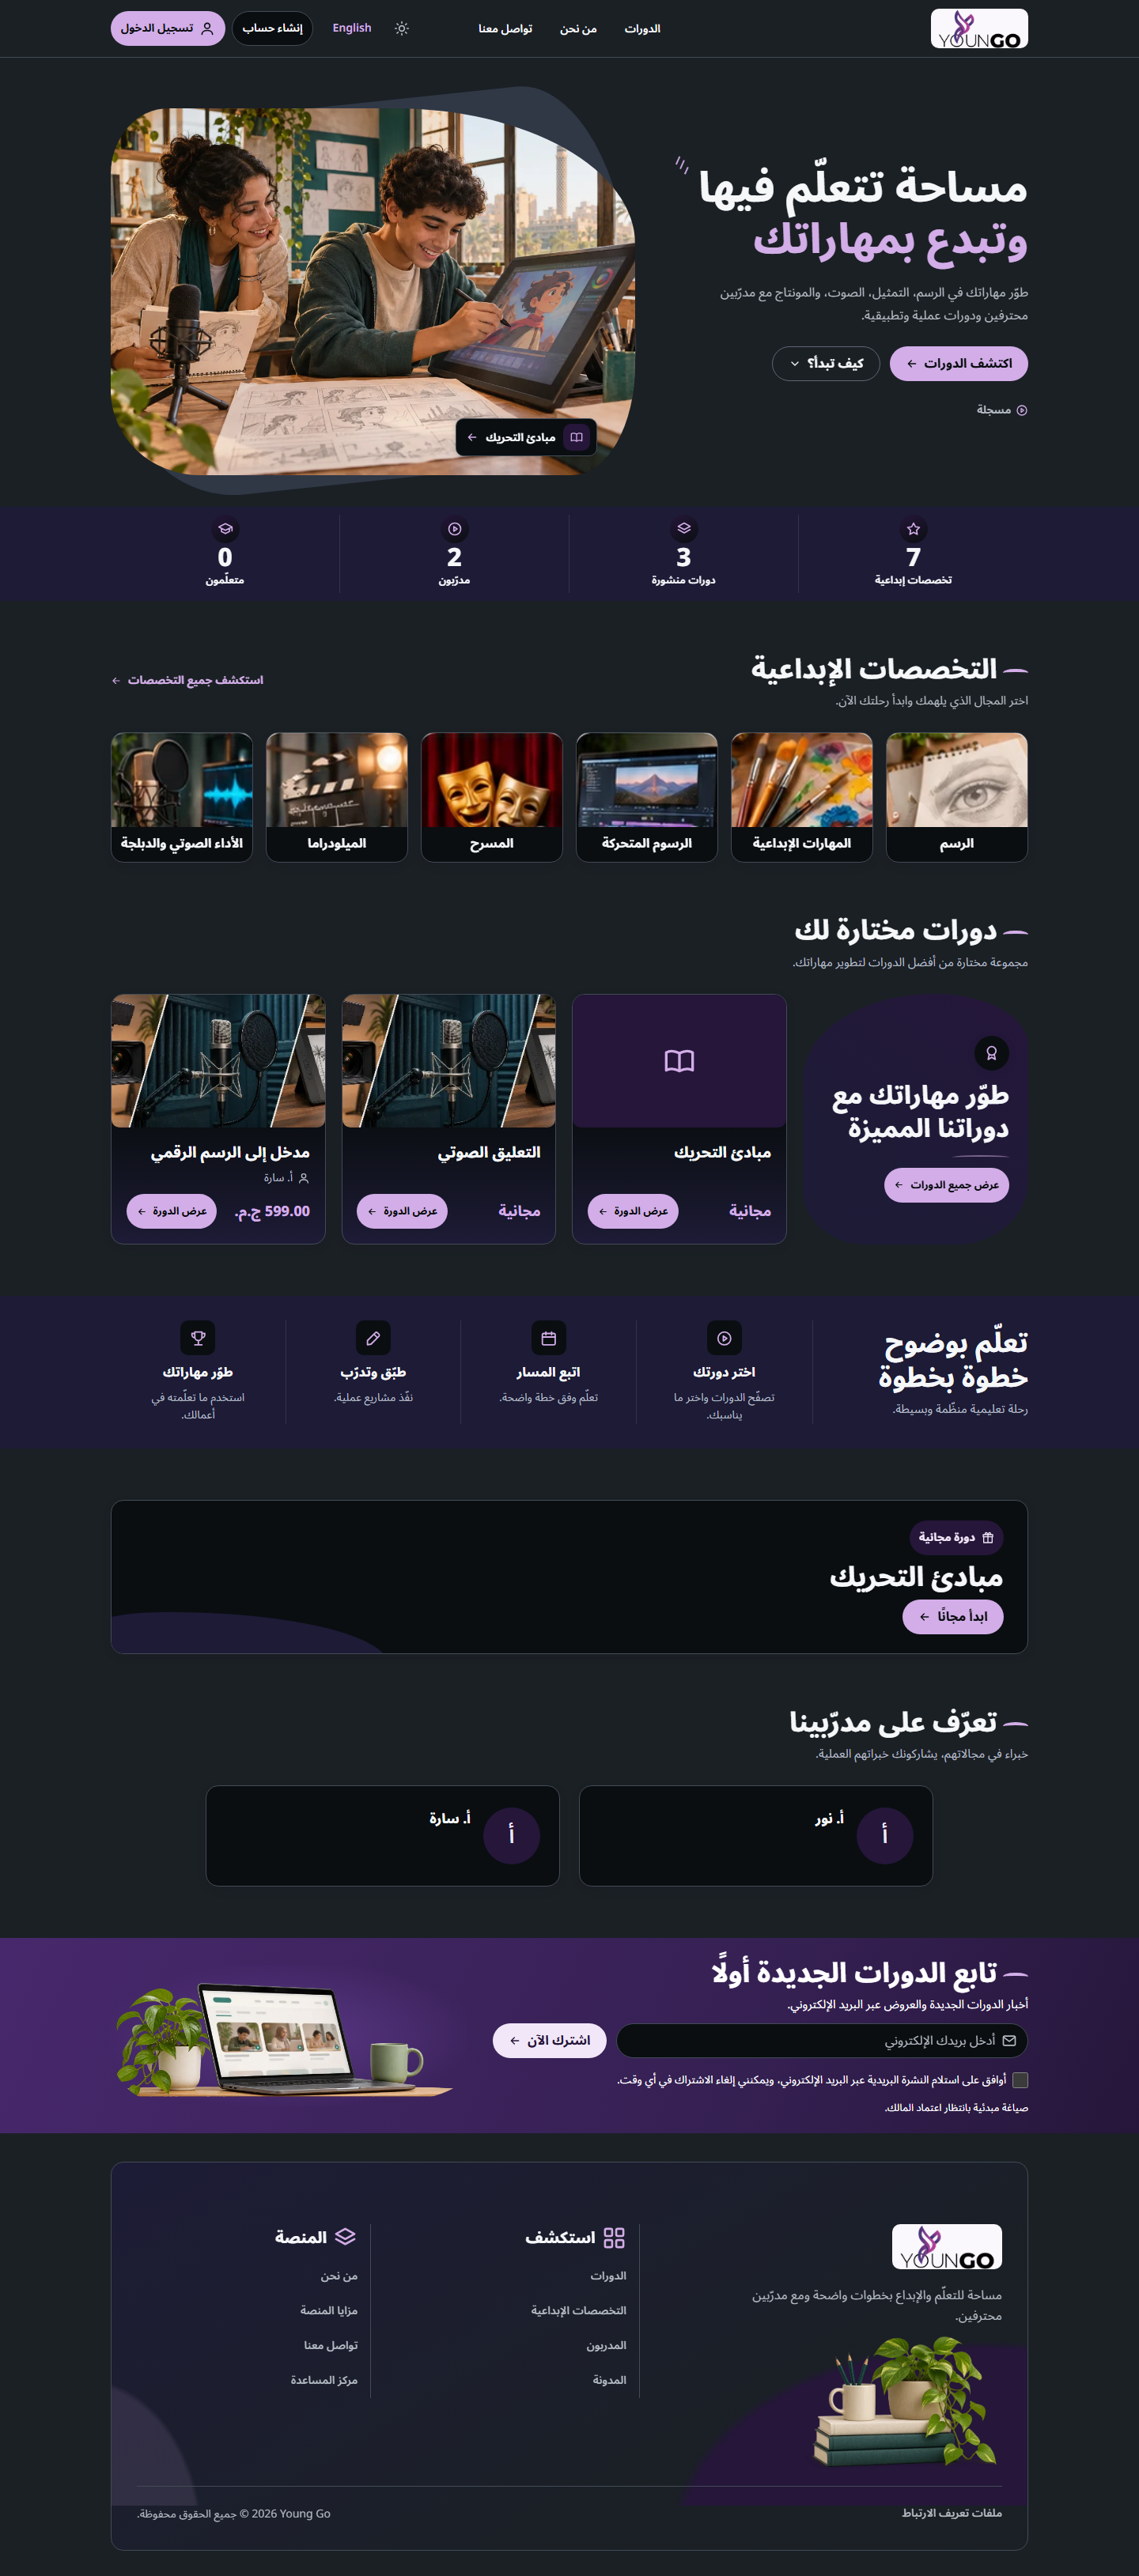 YOUNGO
الدورات
من نحن
تواصل معنا
English
إنشاء حساب
تسجيل الدخول
مساحة تتعلّم فيها
وتبدع بمهاراتك
طوّر مهاراتك في الرسم، التمثيل، الصوت، والمونتاج مع مدرّبين
محترفين ودورات عملية وتطبيقية.
اكتشف الدورات
كيف تبدأ؟
مسجلة
مبادئ التحريك
7
تخصصات إبداعية
3
دورات منشورة
2
مدرّبون
0
متعلّمون
التخصصات الإبداعية
اختر المجال الذي يلهمك وابدأ رحلتك الآن.
استكشف جميع التخصصات
الرسم
المهارات الإبداعية
الرسوم المتحركة
المسرح
الميلودراما
الأداء الصوتي والدبلجة
دورات مختارة لك
مجموعة مختارة من أفضل الدورات لتطوير مهاراتك.
طوّر مهاراتك مع
دوراتنا المميزة
عرض جميع الدورات
مبادئ التحريك
مجانية
عرض الدورة
التعليق الصوتي
مجانية
عرض الدورة
مدخل إلى الرسم الرقمي
أ. سارة
599.00 ج.م.
عرض الدورة
تعلّم بوضوح
خطوة بخطوة
رحلة تعليمية منظّمة وبسيطة.
اختر دورتك
تصفّح الدورات واختر ما
يناسبك.
اتبع المسار
تعلّم وفق خطة واضحة.
طبّق وتدرّب
نفّذ مشاريع عملية.
طوّر مهاراتك
استخدم ما تعلّمته في
أعمالك.
دورة مجانية
مبادئ التحريك
ابدأ مجانًا
تعرّف على مدرّبينا
خبراء في مجالاتهم، يشاركونك خبراتهم العملية.
أ
أ. نور
أ
أ. سارة
تابع الدورات الجديدة أولًا
أخبار الدورات الجديدة والعروض عبر البريد الإلكتروني.
أدخل بريدك الإلكتروني
اشترك الآن
أوافق على استلام النشرة البريدية عبر البريد الإلكتروني، ويمكنني إلغاء الاشتراك في أي وقت.
صياغة مبدئية بانتظار اعتماد المالك.
YOUNGO
مساحة للتعلّم والإبداع بخطوات واضحة ومع مدرّبين
محترفين.
استكشف
الدورات
التخصصات الإبداعية
المدربون
المدونة
المنصة
من نحن
مزايا المنصة
تواصل معنا
مركز المساعدة
ملفات تعريف الارتباط
© 2026 Young Go جميع الحقوق محفوظة.